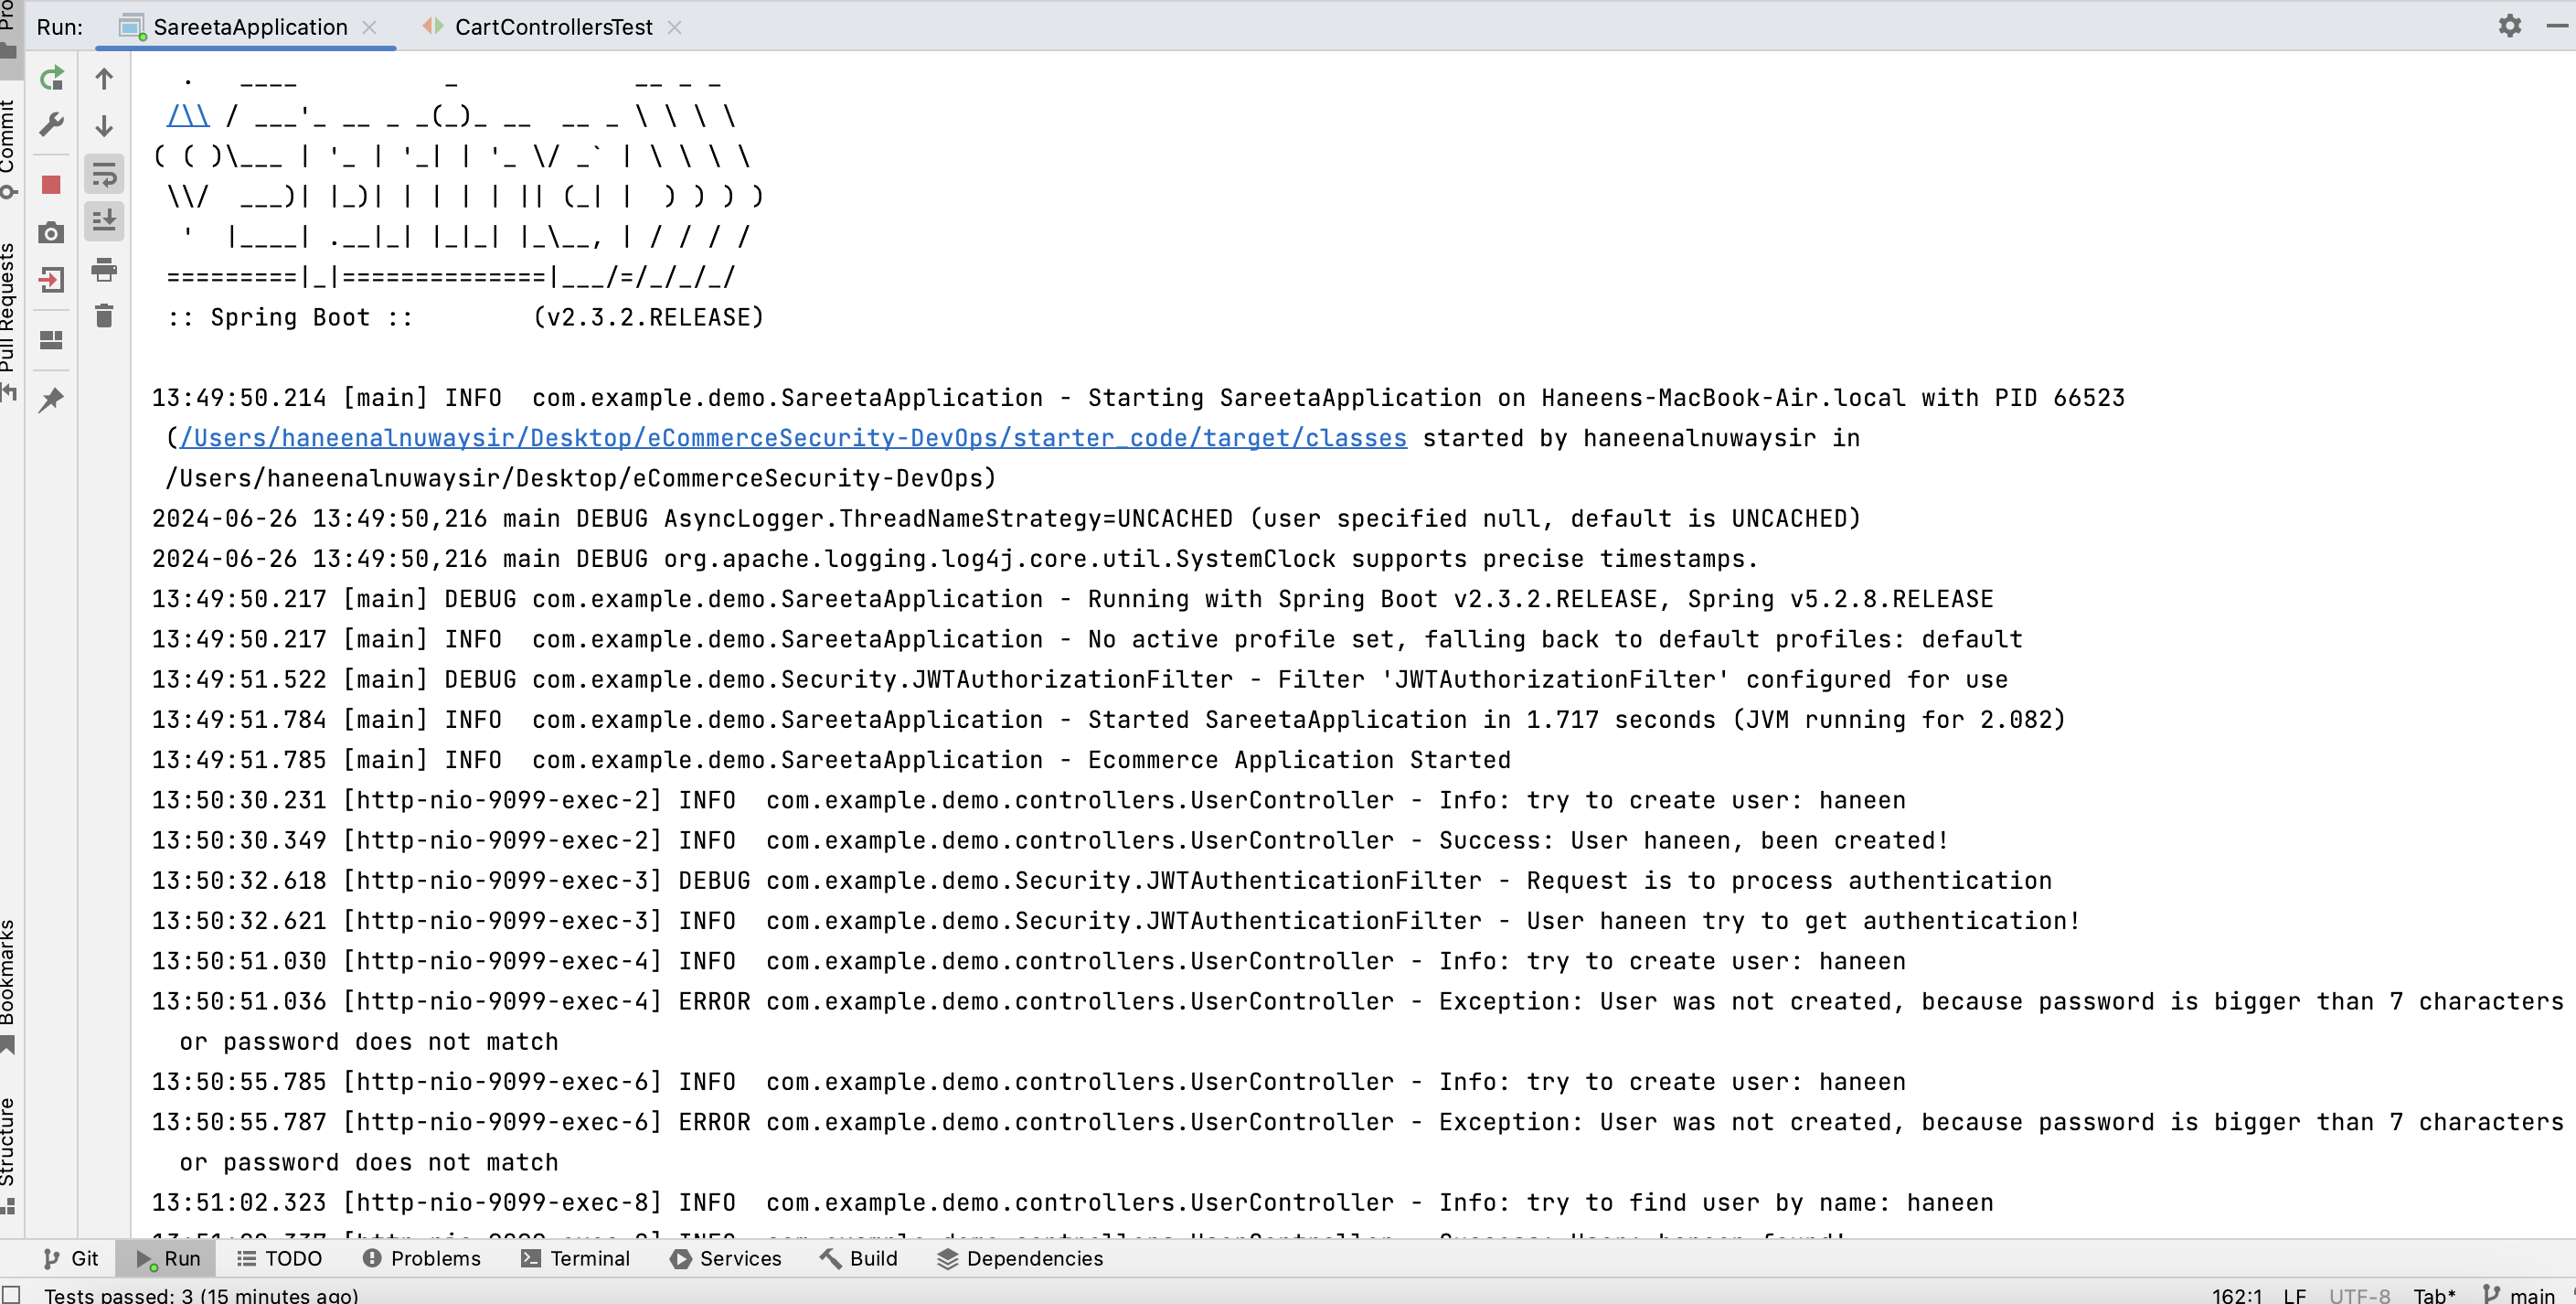 Run: SareetaApplication CartControllersTest
  .   ____          _            __ _ _
 /\\ / ___'_ __ _ _(_)_ __  __ _ \ \ \ \
( ( )\___ | '_ | '_| | '_ \/ _` | \ \ \ \
 \\/  ___)| |_)| | | | | || (_| |  ) ) ) )
  '  |____| .__|_| |_|_| |_\__, | / / / /
 =========|_|==============|___/=/_/_/_/
 :: Spring Boot ::        (v2.3.2.RELEASE)
13:49:50.214 [main] INFO  com.example.demo.SareetaApplication - Starting SareetaApplication on Haneens-MacBook-Air.local with PID 66523
(/Users/haneenalnuwaysir/Desktop/eCommerceSecurity-DevOps/starter_code/target/classes started by haneenalnuwaysir in
/Users/haneenalnuwaysir/Desktop/eCommerceSecurity-DevOps)
2024-06-26 13:49:50,216 main DEBUG AsyncLogger.ThreadNameStrategy=UNCACHED (user specified null, default is UNCACHED)
2024-06-26 13:49:50,216 main DEBUG org.apache.logging.log4j.core.util.SystemClock supports precise timestamps.
13:49:50.217 [main] DEBUG com.example.demo.SareetaApplication - Running with Spring Boot v2.3.2.RELEASE, Spring v5.2.8.RELEASE
13:49:50.217 [main] INFO  com.example.demo.SareetaApplication - No active profile set, falling back to default profiles: default
13:49:51.522 [main] DEBUG com.example.demo.Security.JWTAuthorizationFilter - Filter 'JWTAuthorizationFilter' configured for use
13:49:51.784 [main] INFO  com.example.demo.SareetaApplication - Started SareetaApplication in 1.717 seconds (JVM running for 2.082)
13:49:51.785 [main] INFO  com.example.demo.SareetaApplication - Ecommerce Application Started
13:50:30.231 [http-nio-9099-exec-2] INFO  com.example.demo.controllers.UserController - Info: try to create user: haneen
13:50:30.349 [http-nio-9099-exec-2] INFO  com.example.demo.controllers.UserController - Success: User haneen, been created!
13:50:32.618 [http-nio-9099-exec-3] DEBUG com.example.demo.Security.JWTAuthenticationFilter - Request is to process authentication
13:50:32.621 [http-nio-9099-exec-3] INFO  com.example.demo.Security.JWTAuthenticationFilter - User haneen try to get authentication!
13:50:51.030 [http-nio-9099-exec-4] INFO  com.example.demo.controllers.UserController - Info: try to create user: haneen
13:50:51.036 [http-nio-9099-exec-4] ERROR com.example.demo.controllers.UserController - Exception: User was not created, because password is bigger than 7 characters
or password does not match
13:50:55.785 [http-nio-9099-exec-6] INFO  com.example.demo.controllers.UserController - Info: try to create user: haneen
13:50:55.787 [http-nio-9099-exec-6] ERROR com.example.demo.controllers.UserController - Exception: User was not created, because password is bigger than 7 characters
or password does not match
13:51:02.323 [http-nio-9099-exec-8] INFO  com.example.demo.controllers.UserController - Info: try to find user by name: haneen
Commit
Pull Requests
Bookmarks
Structure
Git Run TODO Problems Terminal Services Build Dependencies
Tests passed: 3 (15 minutes ago) 162:1 LF UTF-8 Tab* main